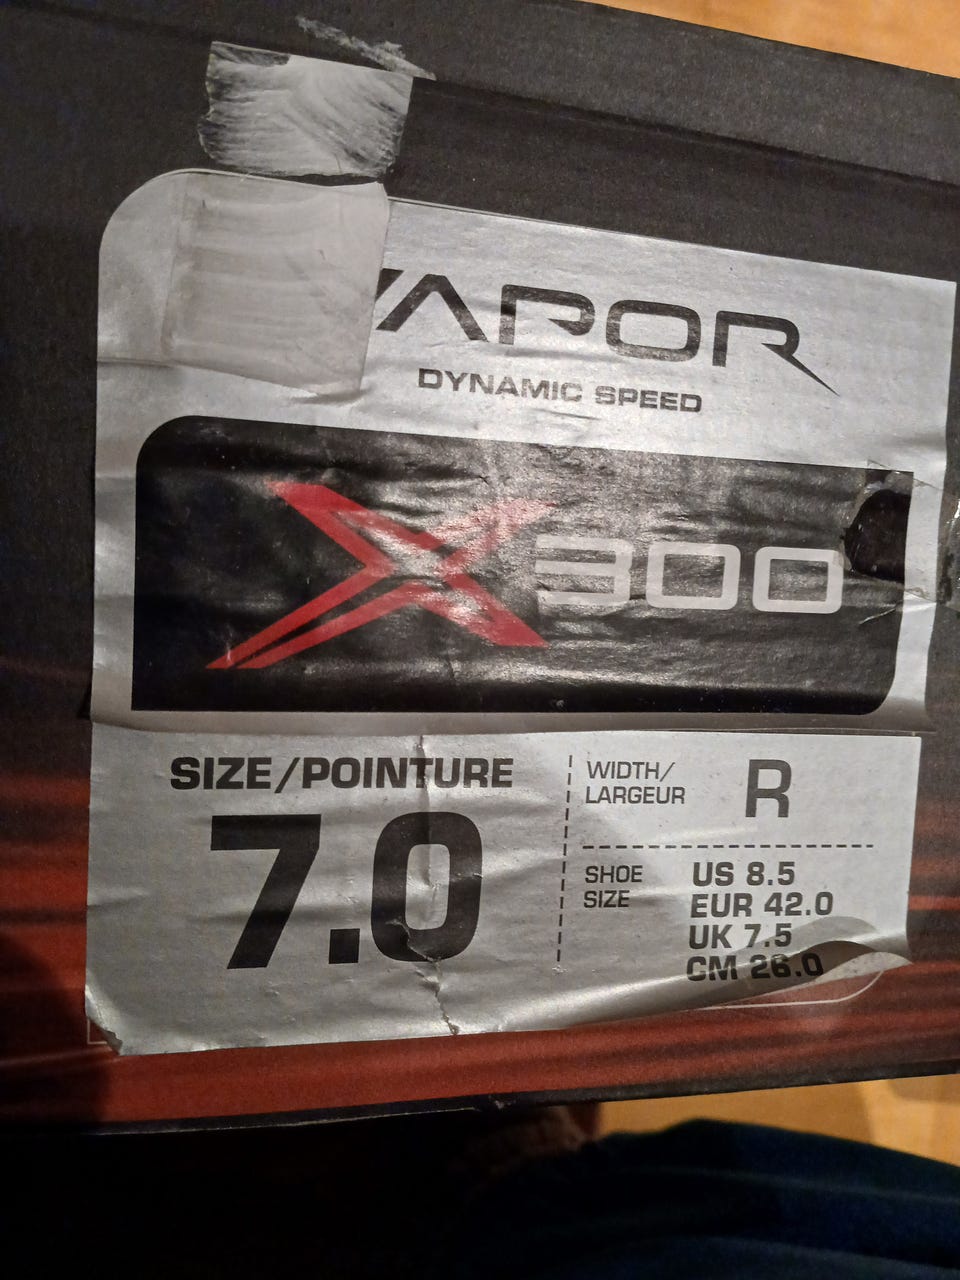 VAPOR
DYNAMIC SPEED
X300
SIZE/POINTURE
7.0
WIDTH/
LARGEUR
R
SHOE
SIZE
US 8.5
EUR 42.0
UK 7.5
CM 26.0